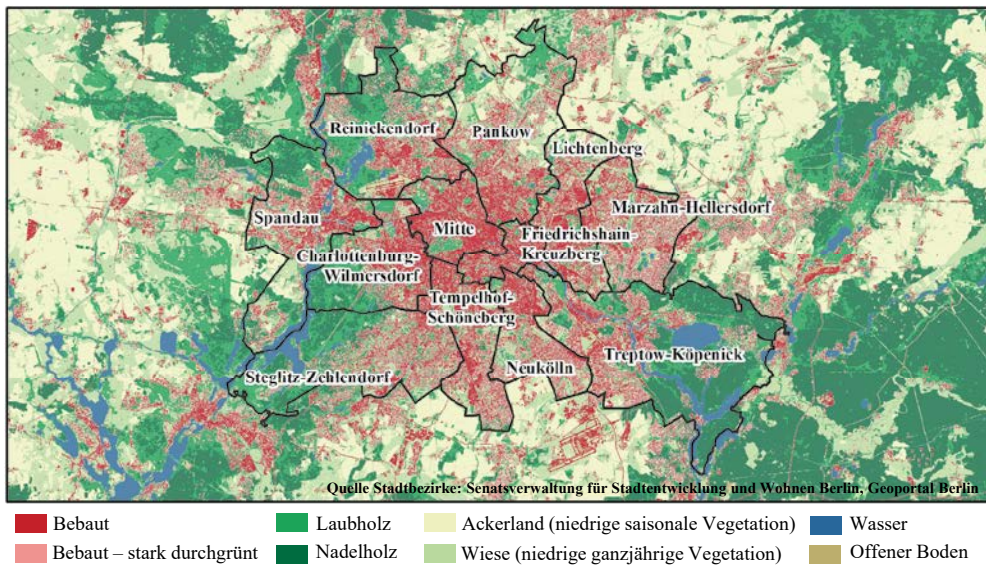 Reinickendorf
Pankow
Lichtenberg
Marzahn-Hellersdorf
Spandau
Mitte
Friedrichshain-
Kreuzberg
Charlottenburg-
Wilmersdorf
Tempelhof-
Schöneberg
Treptow-Köpenick
Neukölln
Steglitz-Zehlendorf
Quelle Stadtbezirke: Senatsverwaltung für Stadtentwicklung und Wohnen Berlin, Geoportal Berlin
Bebaut
Laubholz
Ackerland (niedrige saisonale Vegetation)
Wasser
Bebaut – stark durchgrünt
Nadelholz
Wiese (niedrige ganzjährige Vegetation)
Offener Boden